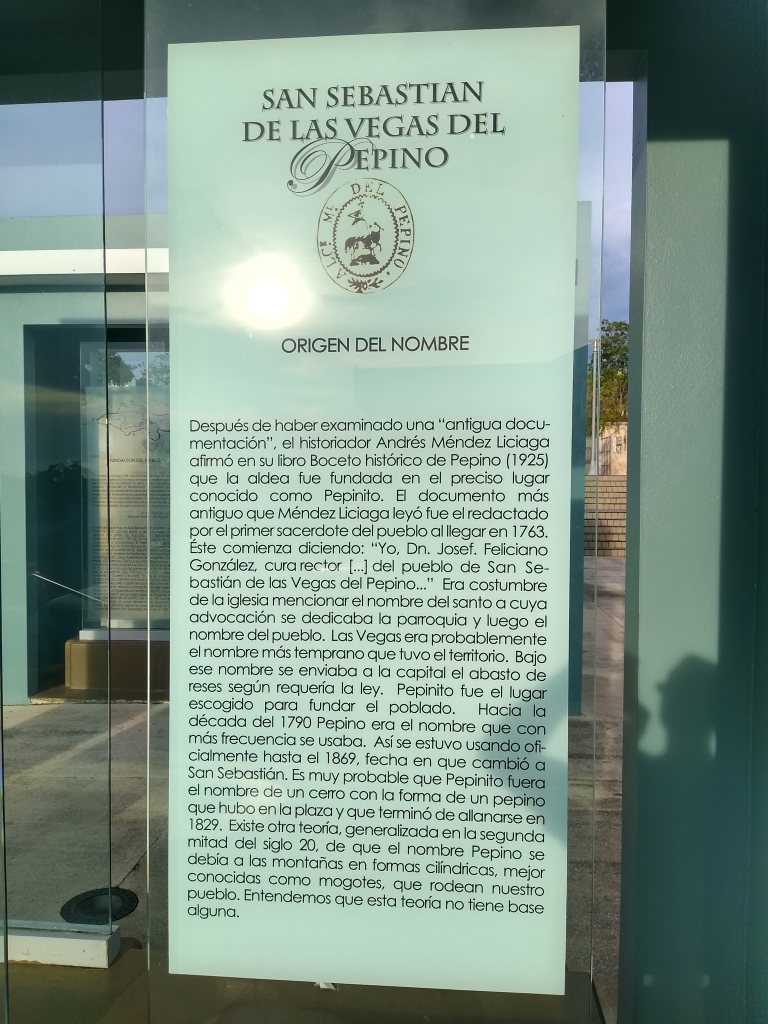 SAN SEBASTIAN
DE LAS VEGAS DEL
PEPINO
ALCª Mˡ DEL PEPINO.
ORIGEN DEL NOMBRE
Después de haber examinado una “antigua docu-
mentación”, el historiador Andrés Méndez Liciaga
afirmó en su libro Boceto histórico de Pepino (1925)
que la aldea fue fundada en el preciso lugar
conocido como Pepinito. El documento más
antiguo que Méndez Liciaga leyó fue el redactado
por el primer sacerdote del pueblo al llegar en 1763.
Éste comienza diciendo: “Yo, Dn. Josef. Feliciano
González, cura rector [...] del pueblo de San Se-
bastián de las Vegas del Pepino...” Era costumbre
de la iglesia mencionar el nombre del santo a cuya
advocación se dedicaba la parroquia y luego el
nombre del pueblo. Las Vegas era probablemente
el nombre más temprano que tuvo el territorio. Bajo
ese nombre se enviaba a la capital el abasto de
reses según requería la ley. Pepinito fue el lugar
escogido para fundar el poblado. Hacia la
década del 1790 Pepino era el nombre que con
más frecuencia se usaba. Así se estuvo usando ofi-
cialmente hasta el 1869, fecha en que cambió a
San Sebastián. Es muy probable que Pepinito fuera
el nombre de un cerro con la forma de un pepino
que hubo en la plaza y que terminó de allanarse en
1829. Existe otra teoría, generalizada en la segunda
mitad del siglo 20, de que el nombre Pepino se
debía a las montañas en formas cilíndricas, mejor
conocidas como mogotes, que rodean nuestro
pueblo. Entendemos que esta teoría no tiene base
alguna.